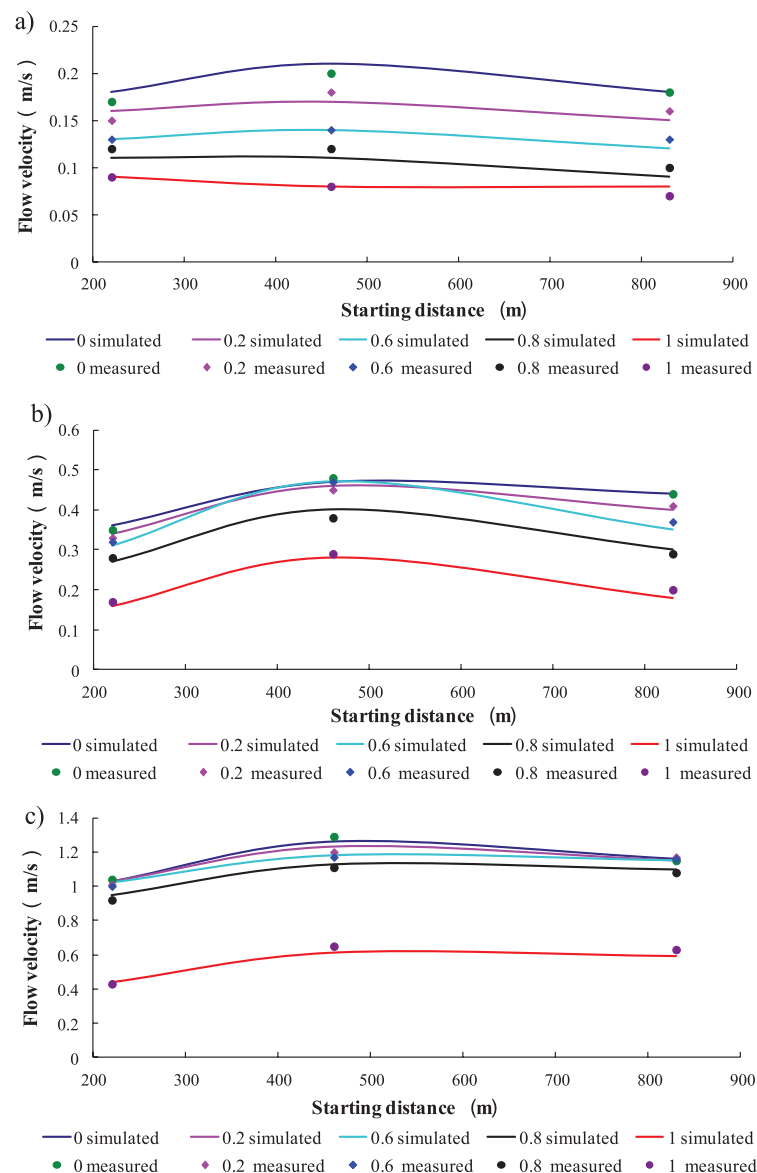 a)
0.25
0.2
0.15
0.1
0.05
0
Flow velocity ( m/s )
200 300 400 500 600 700 800 900
Starting distance (m)
0 simulated 0.2 simulated 0.6 simulated 0.8 simulated 1 simulated
0 measured 0.2 measured 0.6 measured 0.8 measured 1 measured
b)
0.6
0.5
0.4
0.3
0.2
0.1
0
Flow velocity ( m/s )
200 300 400 500 600 700 800 900
Starting distance (m)
0 simulated 0.2 simulated 0.6 simulated 0.8 simulated 1 simulated
0 measured 0.2 measured 0.6 measured 0.8 measured 1 measured
c)
1.4
1.2
1
0.8
0.6
0.4
0.2
0
Flow velocity ( m/s )
200 300 400 500 600 700 800 900
Starting distance (m)
0 simulated 0.2 simulated 0.6 simulated 0.8 simulated 1 simulated
0 measured 0.2 measured 0.6 measured 0.8 measured 1 measured